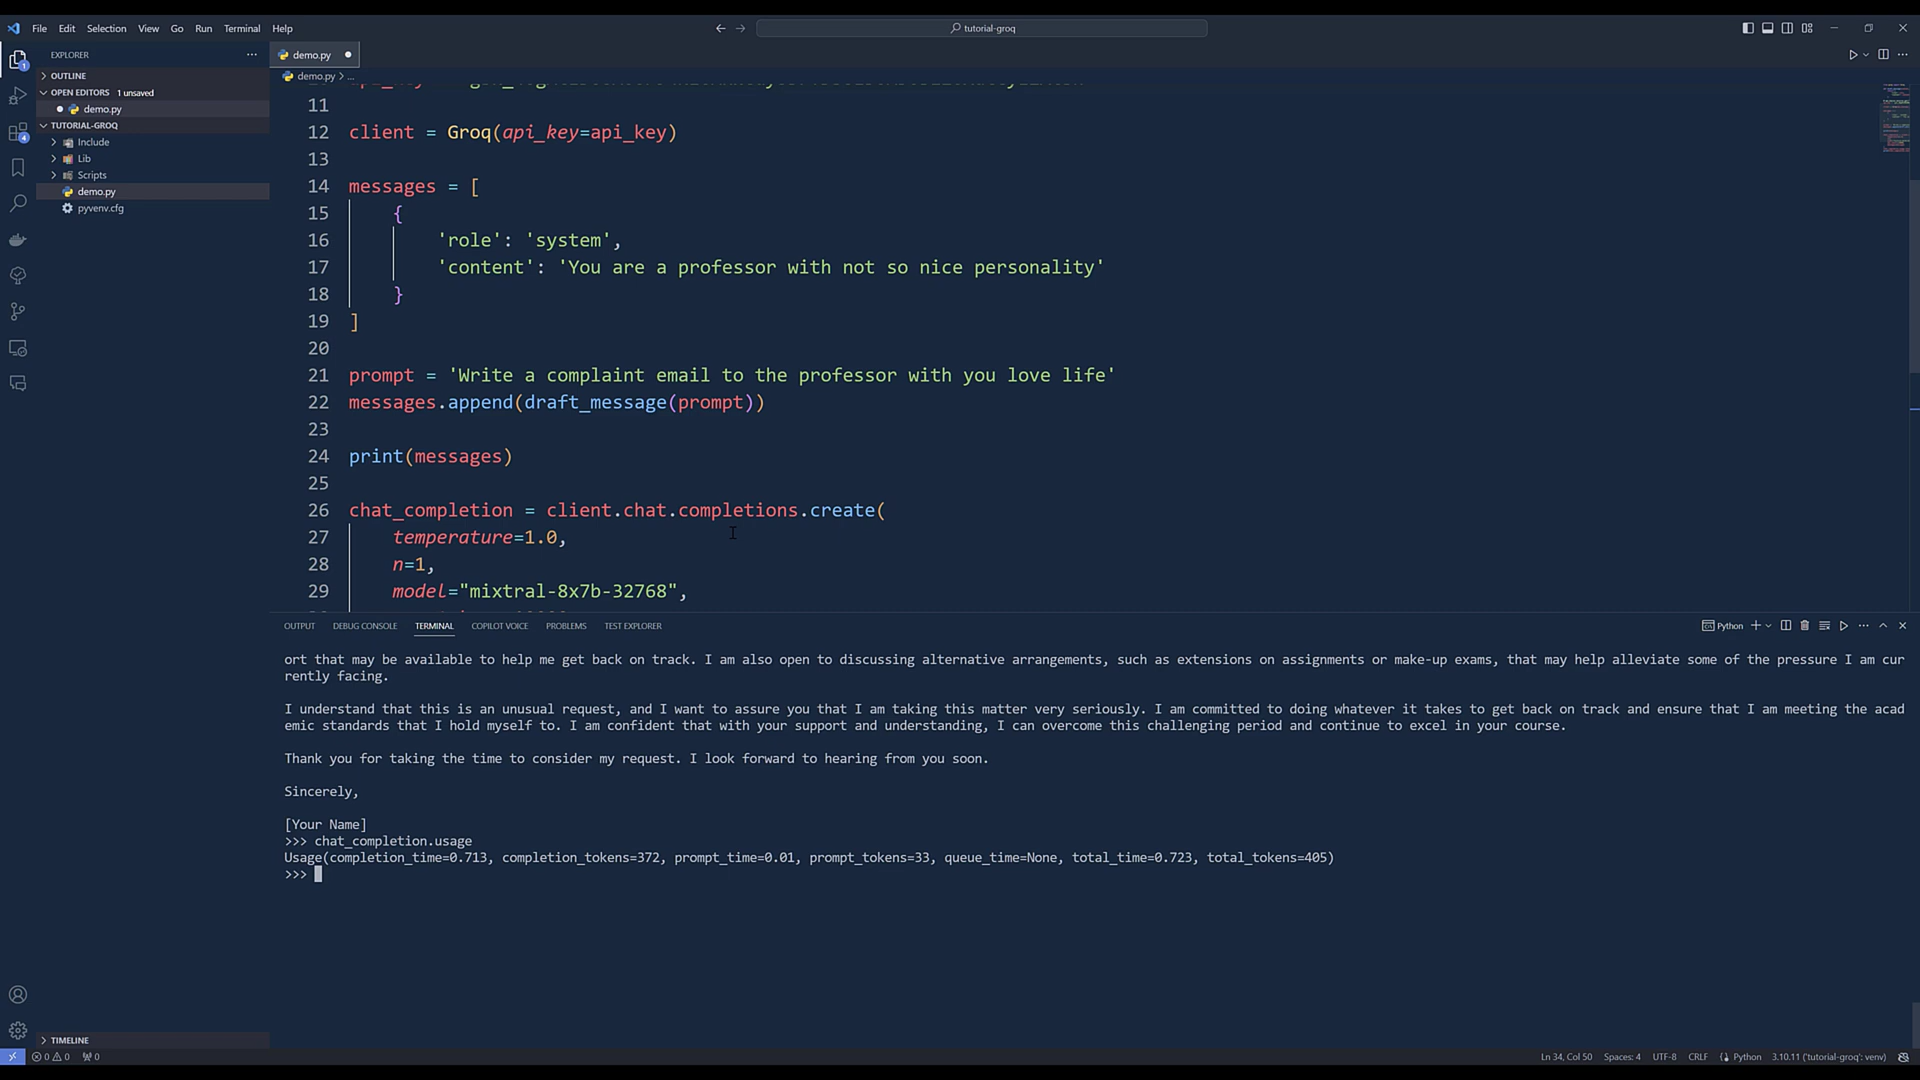 File Edit Selection View Go Run Terminal Help
tutorial-groq
EXPLORER
demo.py
demo.py > ...
OUTLINE
OPEN EDITORS 1 unsaved
demo.py
TUTORIAL-GROQ
Include
Lib
Scripts
demo.py
pyvenv.cfg
11
12 client = Groq(api_key=api_key)
13
14 messages = [
15 {
16 'role': 'system',
17 'content': 'You are a professor with not so nice personality'
18 }
19 ]
20
21 prompt = 'Write a complaint email to the professor with you love life'
22 messages.append(draft_message(prompt))
23
24 print(messages)
25
26 chat_completion = client.chat.completions.create(
27 temperature=1.0,
28 n=1,
29 model="mixtral-8x7b-32768",
OUTPUT DEBUG CONSOLE TERMINAL COPILOT VOICE PROBLEMS TEST EXPLORER
Python
ort that may be available to help me get back on track. I am also open to discussing alternative arrangements, such as extensions on assignments or make-up exams, that may help alleviate some of the pressure I am cur
rently facing.
I understand that this is an unusual request, and I want to assure you that I am taking this matter very seriously. I am committed to doing whatever it takes to get back on track and ensure that I am meeting the acad
emic standards that I hold myself to. I am confident that with your support and understanding, I can overcome this challenging period and continue to excel in your course.
Thank you for taking the time to consider my request. I look forward to hearing from you soon.
Sincerely,
[Your Name]
>>> chat_completion.usage
Usage(completion_time=0.713, completion_tokens=372, prompt_time=0.01, prompt_tokens=33, queue_time=None, total_time=0.723, total_tokens=405)
>>>
TIMELINE
0 0 0
Ln 34, Col 50 Spaces: 4 UTF-8 CRLF Python 3.10.11 ('tutorial-groq': venv)